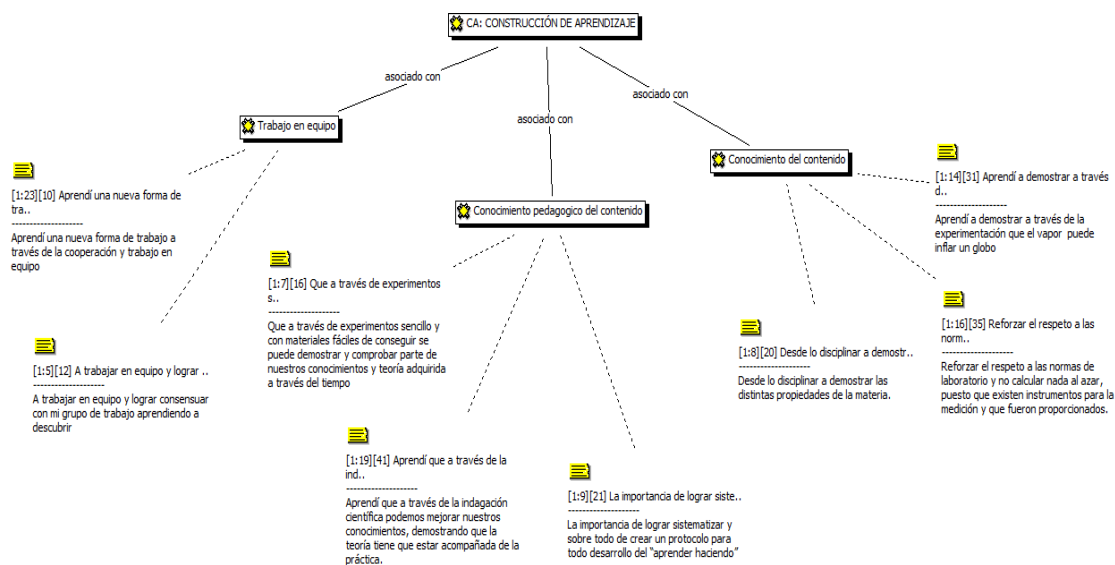 CA: CONSTRUCCIÓN DE APRENDIZAJE
asociado con
asociado con
asociado con
Trabajo en equipo
Conocimiento del contenido
Conocimiento pedagogico del contenido
[1:23][10] Aprendí una nueva forma de
tra..
--------------------
Aprendí una nueva forma de trabajo a
través de la cooperación y trabajo en
equipo
[1:5][12] A trabajar en equipo y lograr ..
--------------------
A trabajar en equipo y lograr consensuar
con mi grupo de trabajo aprendiendo a
descubrir
[1:7][16] Que a través de experimentos
s..
--------------------
Que a través de experimentos sencillo y
con materiales fáciles de conseguir se
puede demostrar y comprobar parte de
nuestros conocimientos y teoría adquirida
a través del tiempo
[1:19][41] Aprendí que a través de la
ind..
--------------------
Aprendí que a través de la indagación
científica podemos mejorar nuestros
conocimientos, demostrando que la
teoría tiene que estar acompañada de la
práctica.
[1:9][21] La importancia de lograr siste..
--------------------
La importancia de lograr sistematizar y
sobre todo de crear un protocolo para
todo desarrollo del "aprender haciendo"
[1:8][20] Desde lo disciplinar a demostr..
--------------------
Desde lo disciplinar a demostrar las
distintas propiedades de la materia.
[1:14][31] Aprendí a demostrar a través
d..
--------------------
Aprendí a demostrar a través de la
experimentación que el vapor puede
inflar un globo
[1:16][35] Reforzar el respeto a las
norm..
--------------------
Reforzar el respeto a las normas de
laboratorio y no calcular nada al azar,
puesto que existen instrumentos para la
medición y que fueron proporcionados.